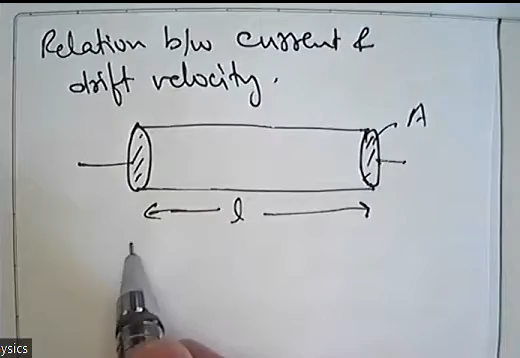 Relation b/w current &
drift velocity.
A
l
ysics